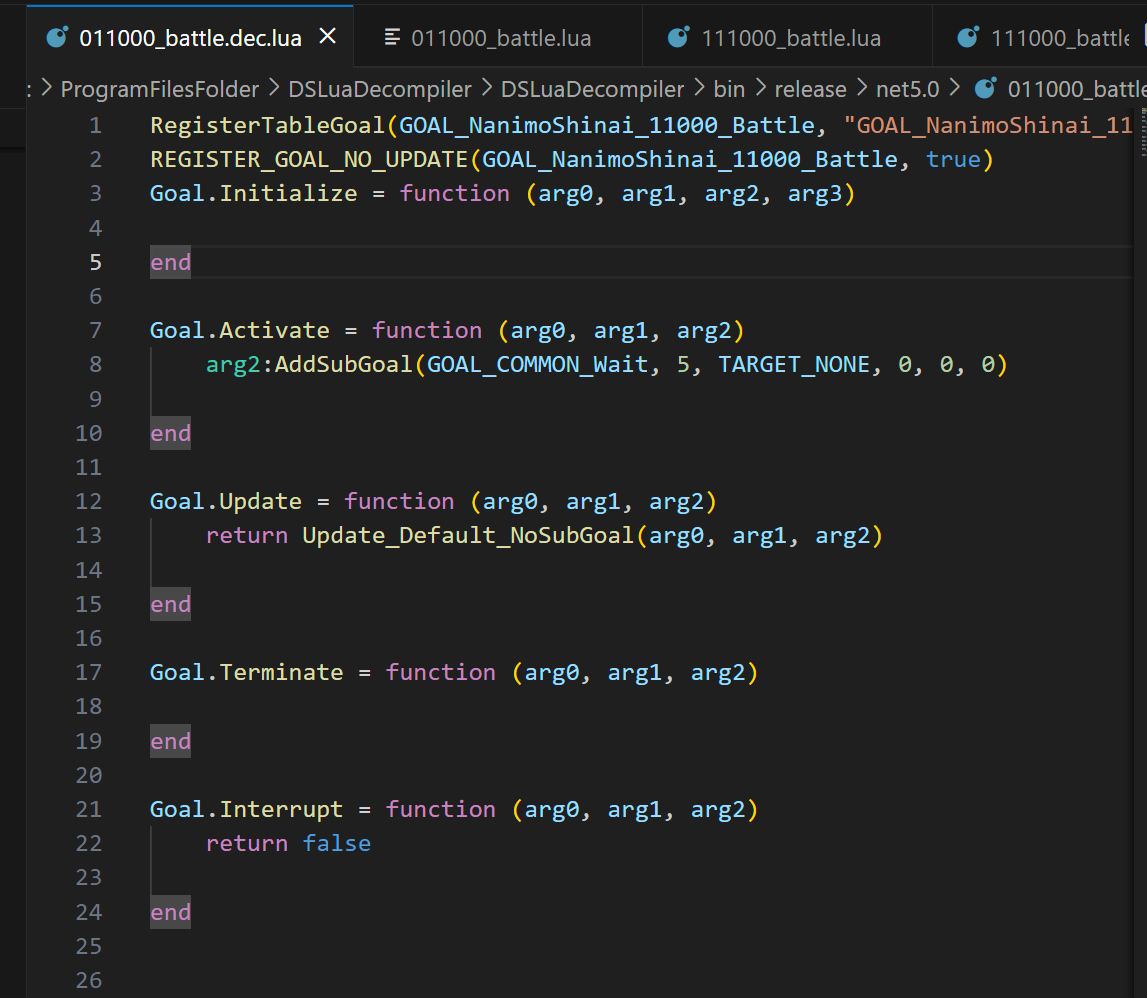 011000_battle.dec.lua 011000_battle.lua 111000_battle.lua 111000_battle
: > ProgramFilesFolder > DSLuaDecompiler > DSLuaDecompiler > bin > release > net5.0 > 011000_battle
1 RegisterTableGoal(GOAL_NanimoShinai_11000_Battle, "GOAL_NanimoShinai_11
2 REGISTER_GOAL_NO_UPDATE(GOAL_NanimoShinai_11000_Battle, true)
3 Goal.Initialize = function (arg0, arg1, arg2, arg3)
4
5 end
6
7 Goal.Activate = function (arg0, arg1, arg2)
8     arg2:AddSubGoal(GOAL_COMMON_Wait, 5, TARGET_NONE, 0, 0, 0)
9
10 end
11
12 Goal.Update = function (arg0, arg1, arg2)
13     return Update_Default_NoSubGoal(arg0, arg1, arg2)
14
15 end
16
17 Goal.Terminate = function (arg0, arg1, arg2)
18
19 end
20
21 Goal.Interrupt = function (arg0, arg1, arg2)
22     return false
23
24 end
25
26